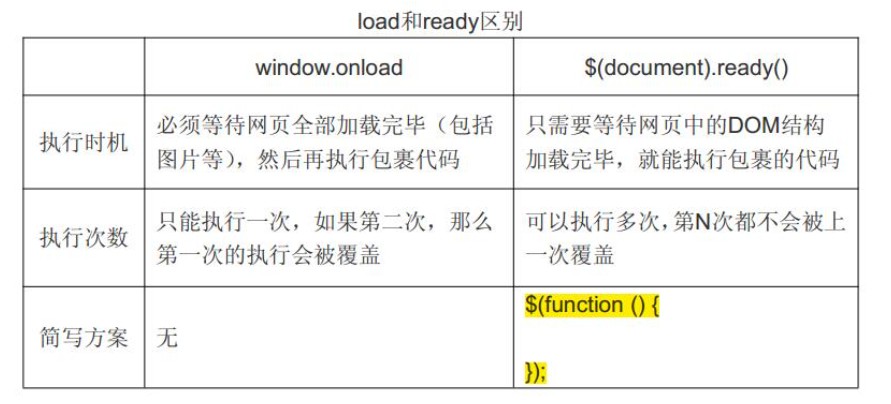 load和ready区别
window.onload
$(document).ready()
执行时机
必须等待网页全部加载完毕（包括
图片等），然后再执行包裹代码
只需要等待网页中的DOM结构
加载完毕，就能执行包裹的代码
执行次数
只能执行一次，如果第二次，那么
第一次的执行会被覆盖
可以执行多次，第N次都不会被上
一次覆盖
简写方案
无
$(function () {
});